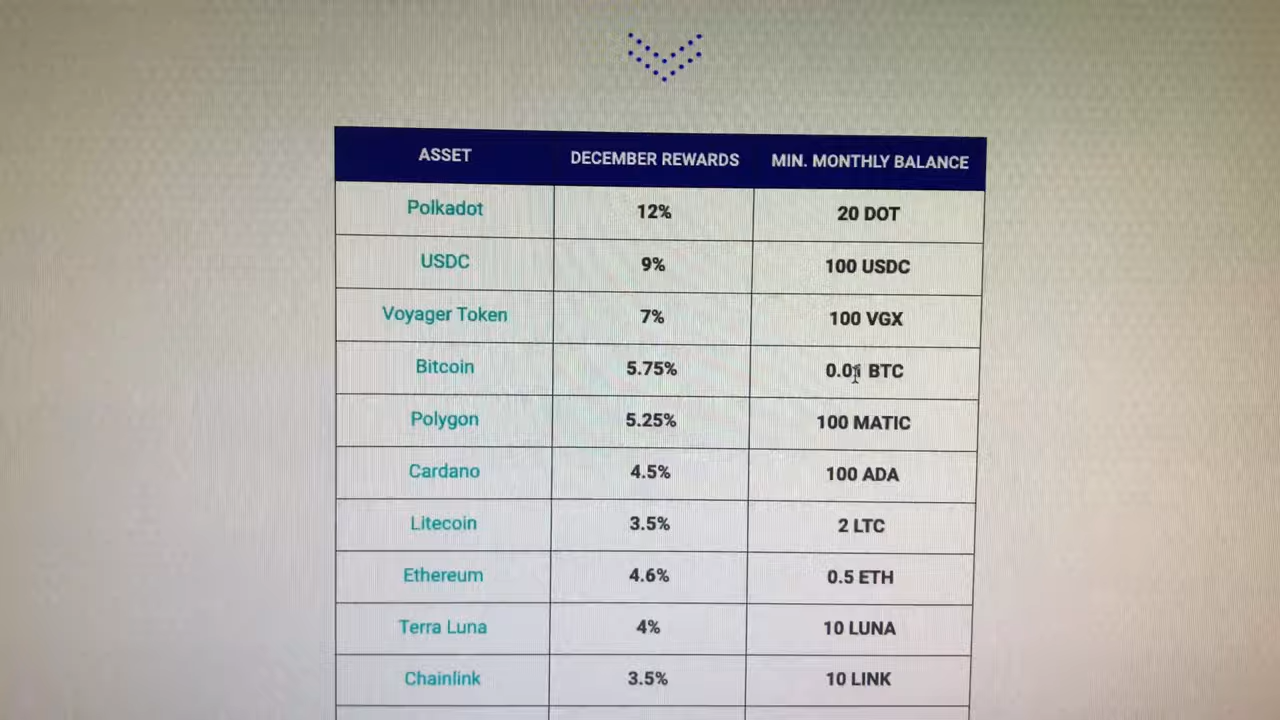 ASSET DECEMBER REWARDS MIN. MONTHLY BALANCE
Polkadot 12% 20 DOT
USDC 9% 100 USDC
Voyager Token 7% 100 VGX
Bitcoin 5.75% 0.01 BTC
Polygon 5.25% 100 MATIC
Cardano 4.5% 100 ADA
Litecoin 3.5% 2 LTC
Ethereum 4.6% 0.5 ETH
Terra Luna 4% 10 LUNA
Chainlink 3.5% 10 LINK